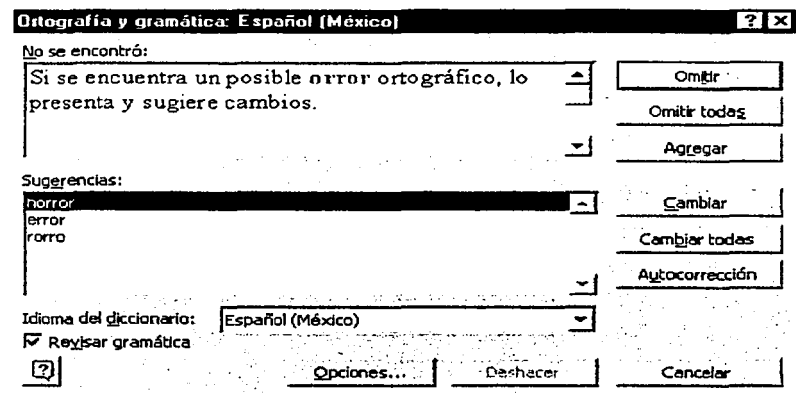 Ortografía y gramática: Español (México)
No se encontró:
Si se encuentra un posible orror ortográfico, lo
presenta y sugiere cambios.
Omitir
Omitir todas
Agregar
Sugerencias:
horror
error
rorro
Cambiar
Cambiar todas
Autocorrección
Idioma del diccionario: Español (México)
Revisar gramática
Opciones... Deshacer Cancelar